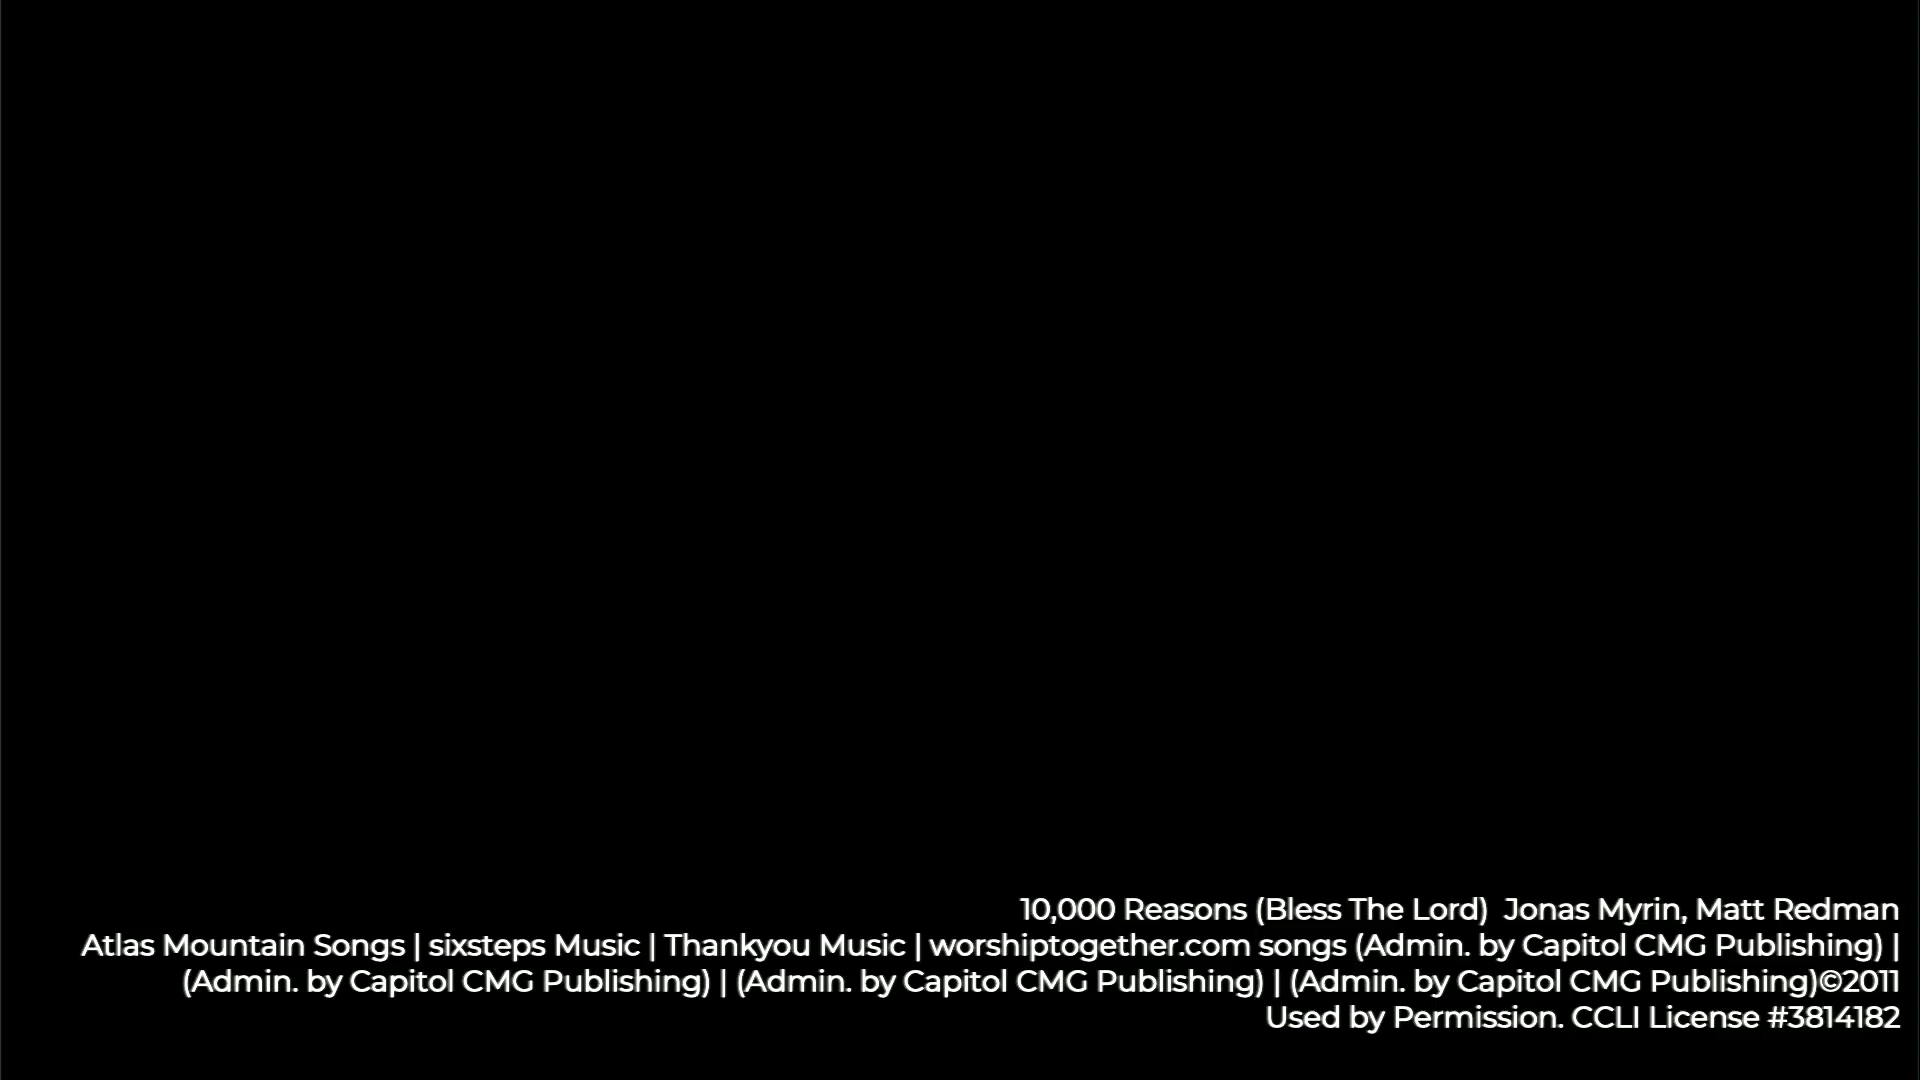 10,000 Reasons (Bless The Lord)  Jonas Myrin, Matt Redman
Atlas Mountain Songs | sixsteps Music | Thankyou Music | worshiptogether.com songs (Admin. by Capitol CMG Publishing) |
(Admin. by Capitol CMG Publishing) | (Admin. by Capitol CMG Publishing) | (Admin. by Capitol CMG Publishing)©2011
Used by Permission. CCLI License #3814182